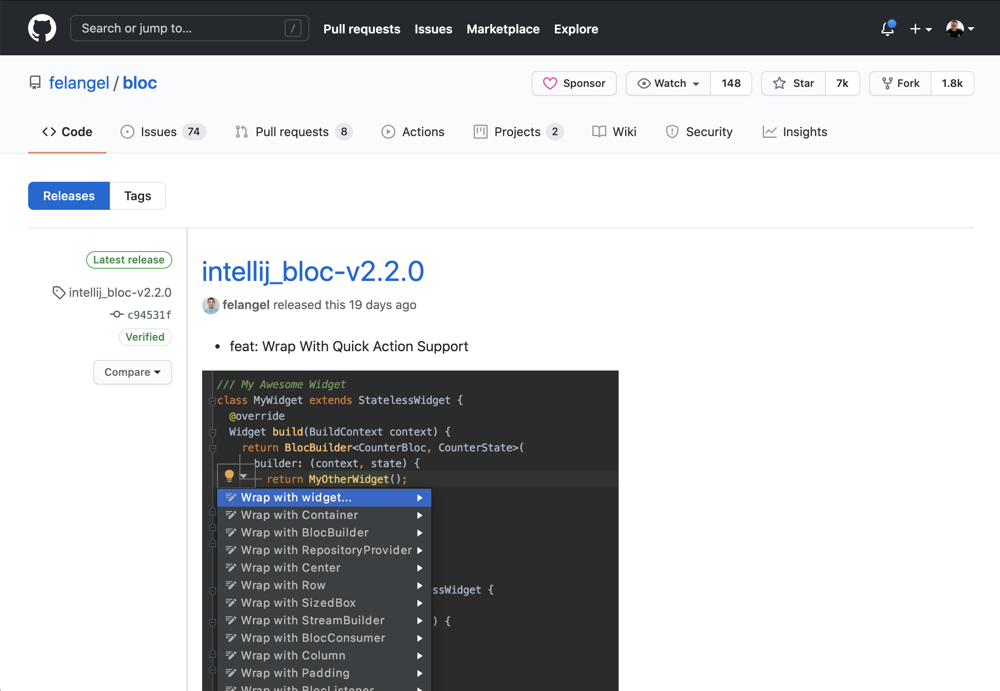 Search or jump to... /
Pull requests Issues Marketplace Explore
felangel / bloc
Sponsor Watch 148 Star 7k Fork 1.8k
Code Issues 74 Pull requests 8 Actions Projects 2 Wiki Security Insights
Releases Tags
Latest release
intellij_bloc-v2.2.0
c94531f
Verified
Compare
intellij_bloc-v2.2.0
felangel released this 19 days ago
• feat: Wrap With Quick Action Support
/// My Awesome Widget
class MyWidget extends StatelessWidget {
@override
Widget build(BuildContext context) {
return BlocBuilder<CounterBloc, CounterState>(
builder: (context, state) {
return MyOtherWidget();
Wrap with widget...
Wrap with Container
Wrap with BlocBuilder
Wrap with RepositoryProvider
Wrap with Center
Wrap with Row
ssWidget {
Wrap with SizedBox
Wrap with StreamBuilder
) {
Wrap with BlocConsumer
Wrap with Column
Wrap with Padding
Wrap with BlocListener